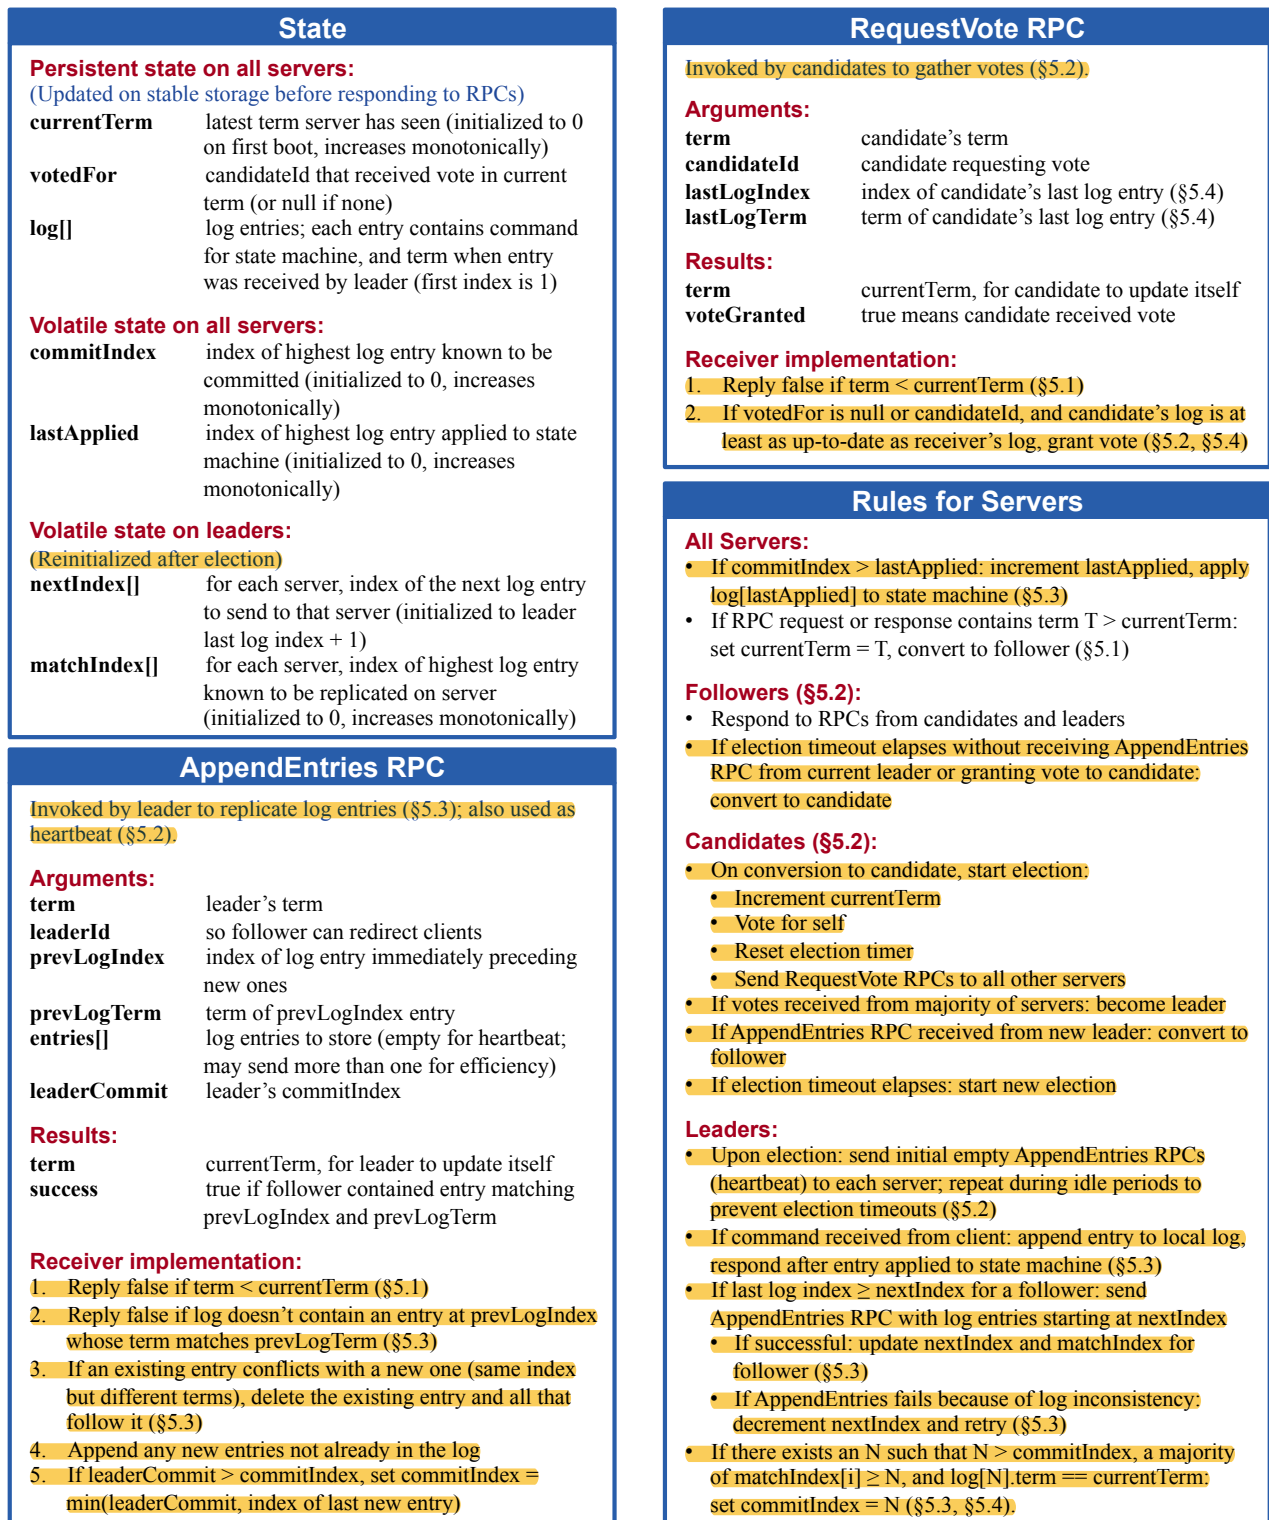 State
Persistent state on all servers:
(Updated on stable storage before responding to RPCs)
currentTerm latest term server has seen (initialized to 0
on first boot, increases monotonically)
votedFor candidateId that received vote in current
term (or null if none)
log[] log entries; each entry contains command
for state machine, and term when entry
was received by leader (first index is 1)
Volatile state on all servers:
commitIndex index of highest log entry known to be
committed (initialized to 0, increases
monotonically)
lastApplied index of highest log entry applied to state
machine (initialized to 0, increases
monotonically)
Volatile state on leaders:
(Reinitialized after election)
nextIndex[] for each server, index of the next log entry
to send to that server (initialized to leader
last log index + 1)
matchIndex[] for each server, index of highest log entry
known to be replicated on server
(initialized to 0, increases monotonically)
AppendEntries RPC
Invoked by leader to replicate log entries (§5.3); also used as
heartbeat (§5.2).
Arguments:
term leader’s term
leaderId so follower can redirect clients
prevLogIndex index of log entry immediately preceding
new ones
prevLogTerm term of prevLogIndex entry
entries[] log entries to store (empty for heartbeat;
may send more than one for efficiency)
leaderCommit leader’s commitIndex
Results:
term currentTerm, for leader to update itself
success true if follower contained entry matching
prevLogIndex and prevLogTerm
Receiver implementation:
1. Reply false if term < currentTerm (§5.1)
2. Reply false if log doesn’t contain an entry at prevLogIndex
whose term matches prevLogTerm (§5.3)
3. If an existing entry conflicts with a new one (same index
but different terms), delete the existing entry and all that
follow it (§5.3)
4. Append any new entries not already in the log
5. If leaderCommit > commitIndex, set commitIndex =
min(leaderCommit, index of last new entry)
RequestVote RPC
Invoked by candidates to gather votes (§5.2).
Arguments:
term candidate’s term
candidateId candidate requesting vote
lastLogIndex index of candidate’s last log entry (§5.4)
lastLogTerm term of candidate’s last log entry (§5.4)
Results:
term currentTerm, for candidate to update itself
voteGranted true means candidate received vote
Receiver implementation:
1. Reply false if term < currentTerm (§5.1)
2. If votedFor is null or candidateId, and candidate’s log is at
least as up-to-date as receiver’s log, grant vote (§5.2, §5.4)
Rules for Servers
All Servers:
• If commitIndex > lastApplied: increment lastApplied, apply
log[lastApplied] to state machine (§5.3)
• If RPC request or response contains term T > currentTerm:
set currentTerm = T, convert to follower (§5.1)
Followers (§5.2):
• Respond to RPCs from candidates and leaders
• If election timeout elapses without receiving AppendEntries
RPC from current leader or granting vote to candidate:
convert to candidate
Candidates (§5.2):
• On conversion to candidate, start election:
• Increment currentTerm
• Vote for self
• Reset election timer
• Send RequestVote RPCs to all other servers
• If votes received from majority of servers: become leader
• If AppendEntries RPC received from new leader: convert to
follower
• If election timeout elapses: start new election
Leaders:
• Upon election: send initial empty AppendEntries RPCs
(heartbeat) to each server; repeat during idle periods to
prevent election timeouts (§5.2)
• If command received from client: append entry to local log,
respond after entry applied to state machine (§5.3)
• If last log index ≥ nextIndex for a follower: send
AppendEntries RPC with log entries starting at nextIndex
• If successful: update nextIndex and matchIndex for
follower (§5.3)
• If AppendEntries fails because of log inconsistency:
decrement nextIndex and retry (§5.3)
• If there exists an N such that N > commitIndex, a majority
of matchIndex[i] ≥ N, and log[N].term == currentTerm:
set commitIndex = N (§5.3, §5.4).